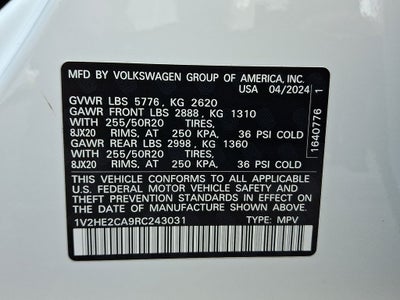 MFD. BY VOLKSWAGEN GROUP OF AMERICA, INC.
USA 04/2024
GVWR LBS 5776, KG 2620
GAWR FRONT LBS 2888, KG 1310
WITH 255/50R20 TIRES,
8JX20 RIMS, AT 250 KPA, 36 PSI COLD
GAWR REAR LBS 2998, KG 1360
WITH 255/50R20 TIRES,
8JX20 RIMS, AT 250 KPA, 36 PSI COLD
THIS VEHICLE CONFORMS TO ALL APPLICABLE
U.S. FEDERAL MOTOR VEHICLE SAFETY AND
THEFT PREVENTION STANDARDS IN EFFECT ON
THE DATE OF MANUFACTURE SHOWN ABOVE.
1V2HE2CA9RC243031 TYPE: MPV
1640776 1